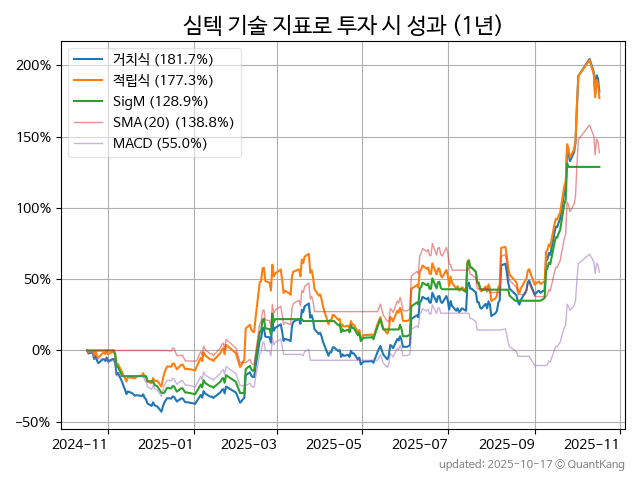 심텍 기술 지표로 투자 시 성과 (1년)
거치식 (181.7%)
적립식 (177.3%)
SigM (128.9%)
SMA(20) (138.8%)
MACD (55.0%)
200%
150%
100%
50%
0%
−50%
2024-11 2025-01 2025-03 2025-05 2025-07 2025-09 2025-11
updated: 2025-10-17 © QuantKang